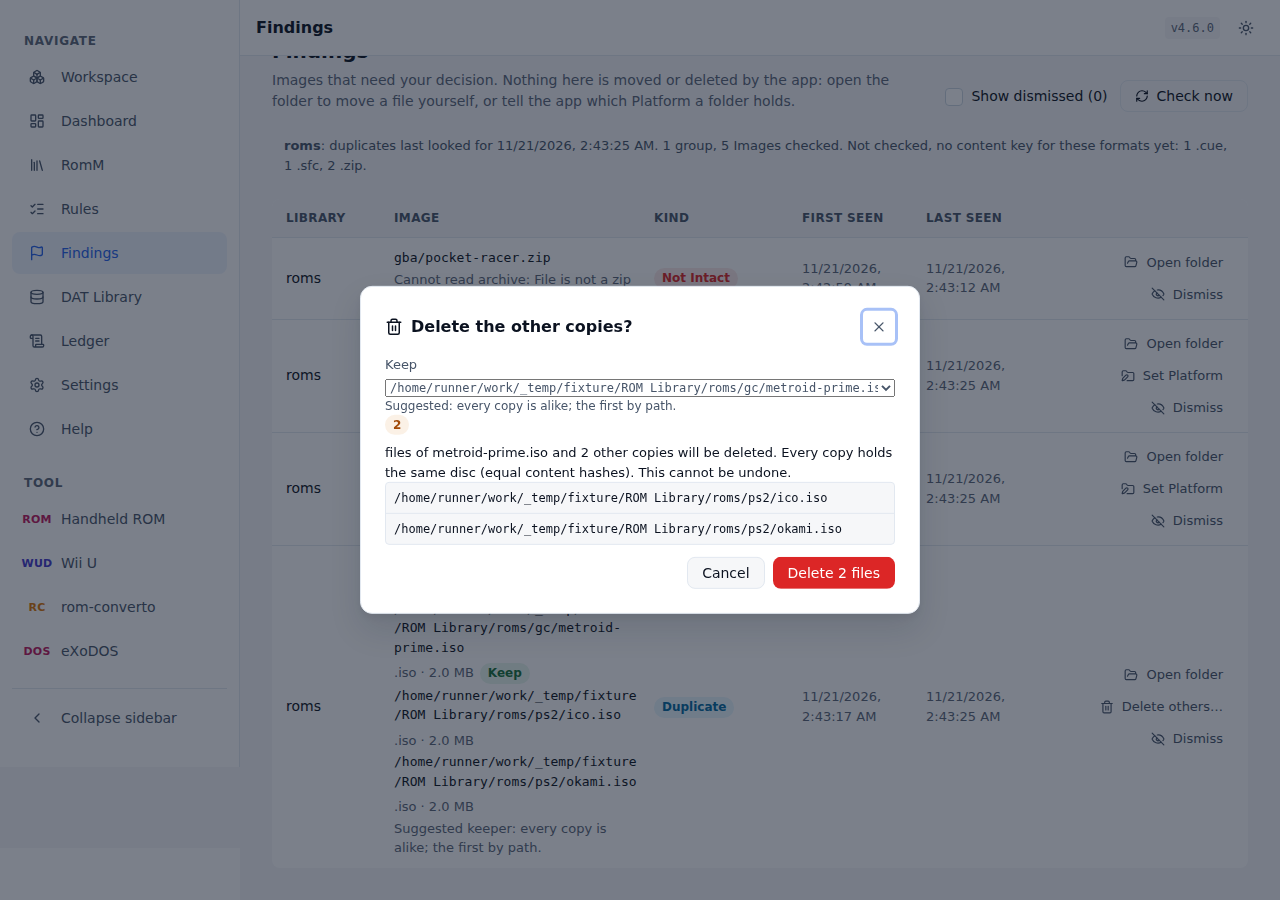 NAVIGATE
Workspace
Dashboard
RomM
Rules
Findings
DAT Library
Ledger
Settings
Help
TOOL
ROM Handheld ROM
WUD Wii U
RC rom-converto
DOS eXoDOS
Collapse sidebar
Findings
v4.6.0
Findings
Images that need your decision. Nothing here is moved or deleted by the app: open the
folder to move a file yourself, or tell the app which Platform a folder holds.
Show dismissed (0)
Check now
roms: duplicates last looked for 11/21/2026, 2:43:25 AM. 1 group, 5 Images checked. Not checked, no content key for these formats yet: 1 .cue,
1 .sfc, 2 .zip.
LIBRARY IMAGE KIND FIRST SEEN LAST SEEN
roms
gba/pocket-racer.zip
Cannot read archive: File is not a zip
Not Intact
11/21/2026,
11/21/2026,
2:43:12 AM
Open folder
Dismiss
roms
11/21/2026,
2:43:25 AM
Open folder
Set Platform
Dismiss
roms
11/21/2026,
2:43:25 AM
Open folder
Set Platform
Dismiss
Delete the other copies?
Keep
/home/runner/work/_temp/fixture/ROM Library/roms/gc/metroid-prime.is
Suggested: every copy is alike; the first by path.
2
files of metroid-prime.iso and 2 other copies will be deleted. Every copy holds
the same disc (equal content hashes). This cannot be undone.
/home/runner/work/_temp/fixture/ROM Library/roms/ps2/ico.iso
/home/runner/work/_temp/fixture/ROM Library/roms/ps2/okami.iso
Cancel
Delete 2 files
roms
/ROM Library/roms/gc/metroid-
prime.iso
.iso · 2.0 MB Keep
/home/runner/work/_temp/fixture
/ROM Library/roms/ps2/ico.iso
.iso · 2.0 MB
/home/runner/work/_temp/fixture
/ROM Library/roms/ps2/okami.iso
.iso · 2.0 MB
Suggested keeper: every copy is
alike; the first by path.
Duplicate
11/21/2026,
2:43:17 AM
11/21/2026,
2:43:25 AM
Open folder
Delete others…
Dismiss